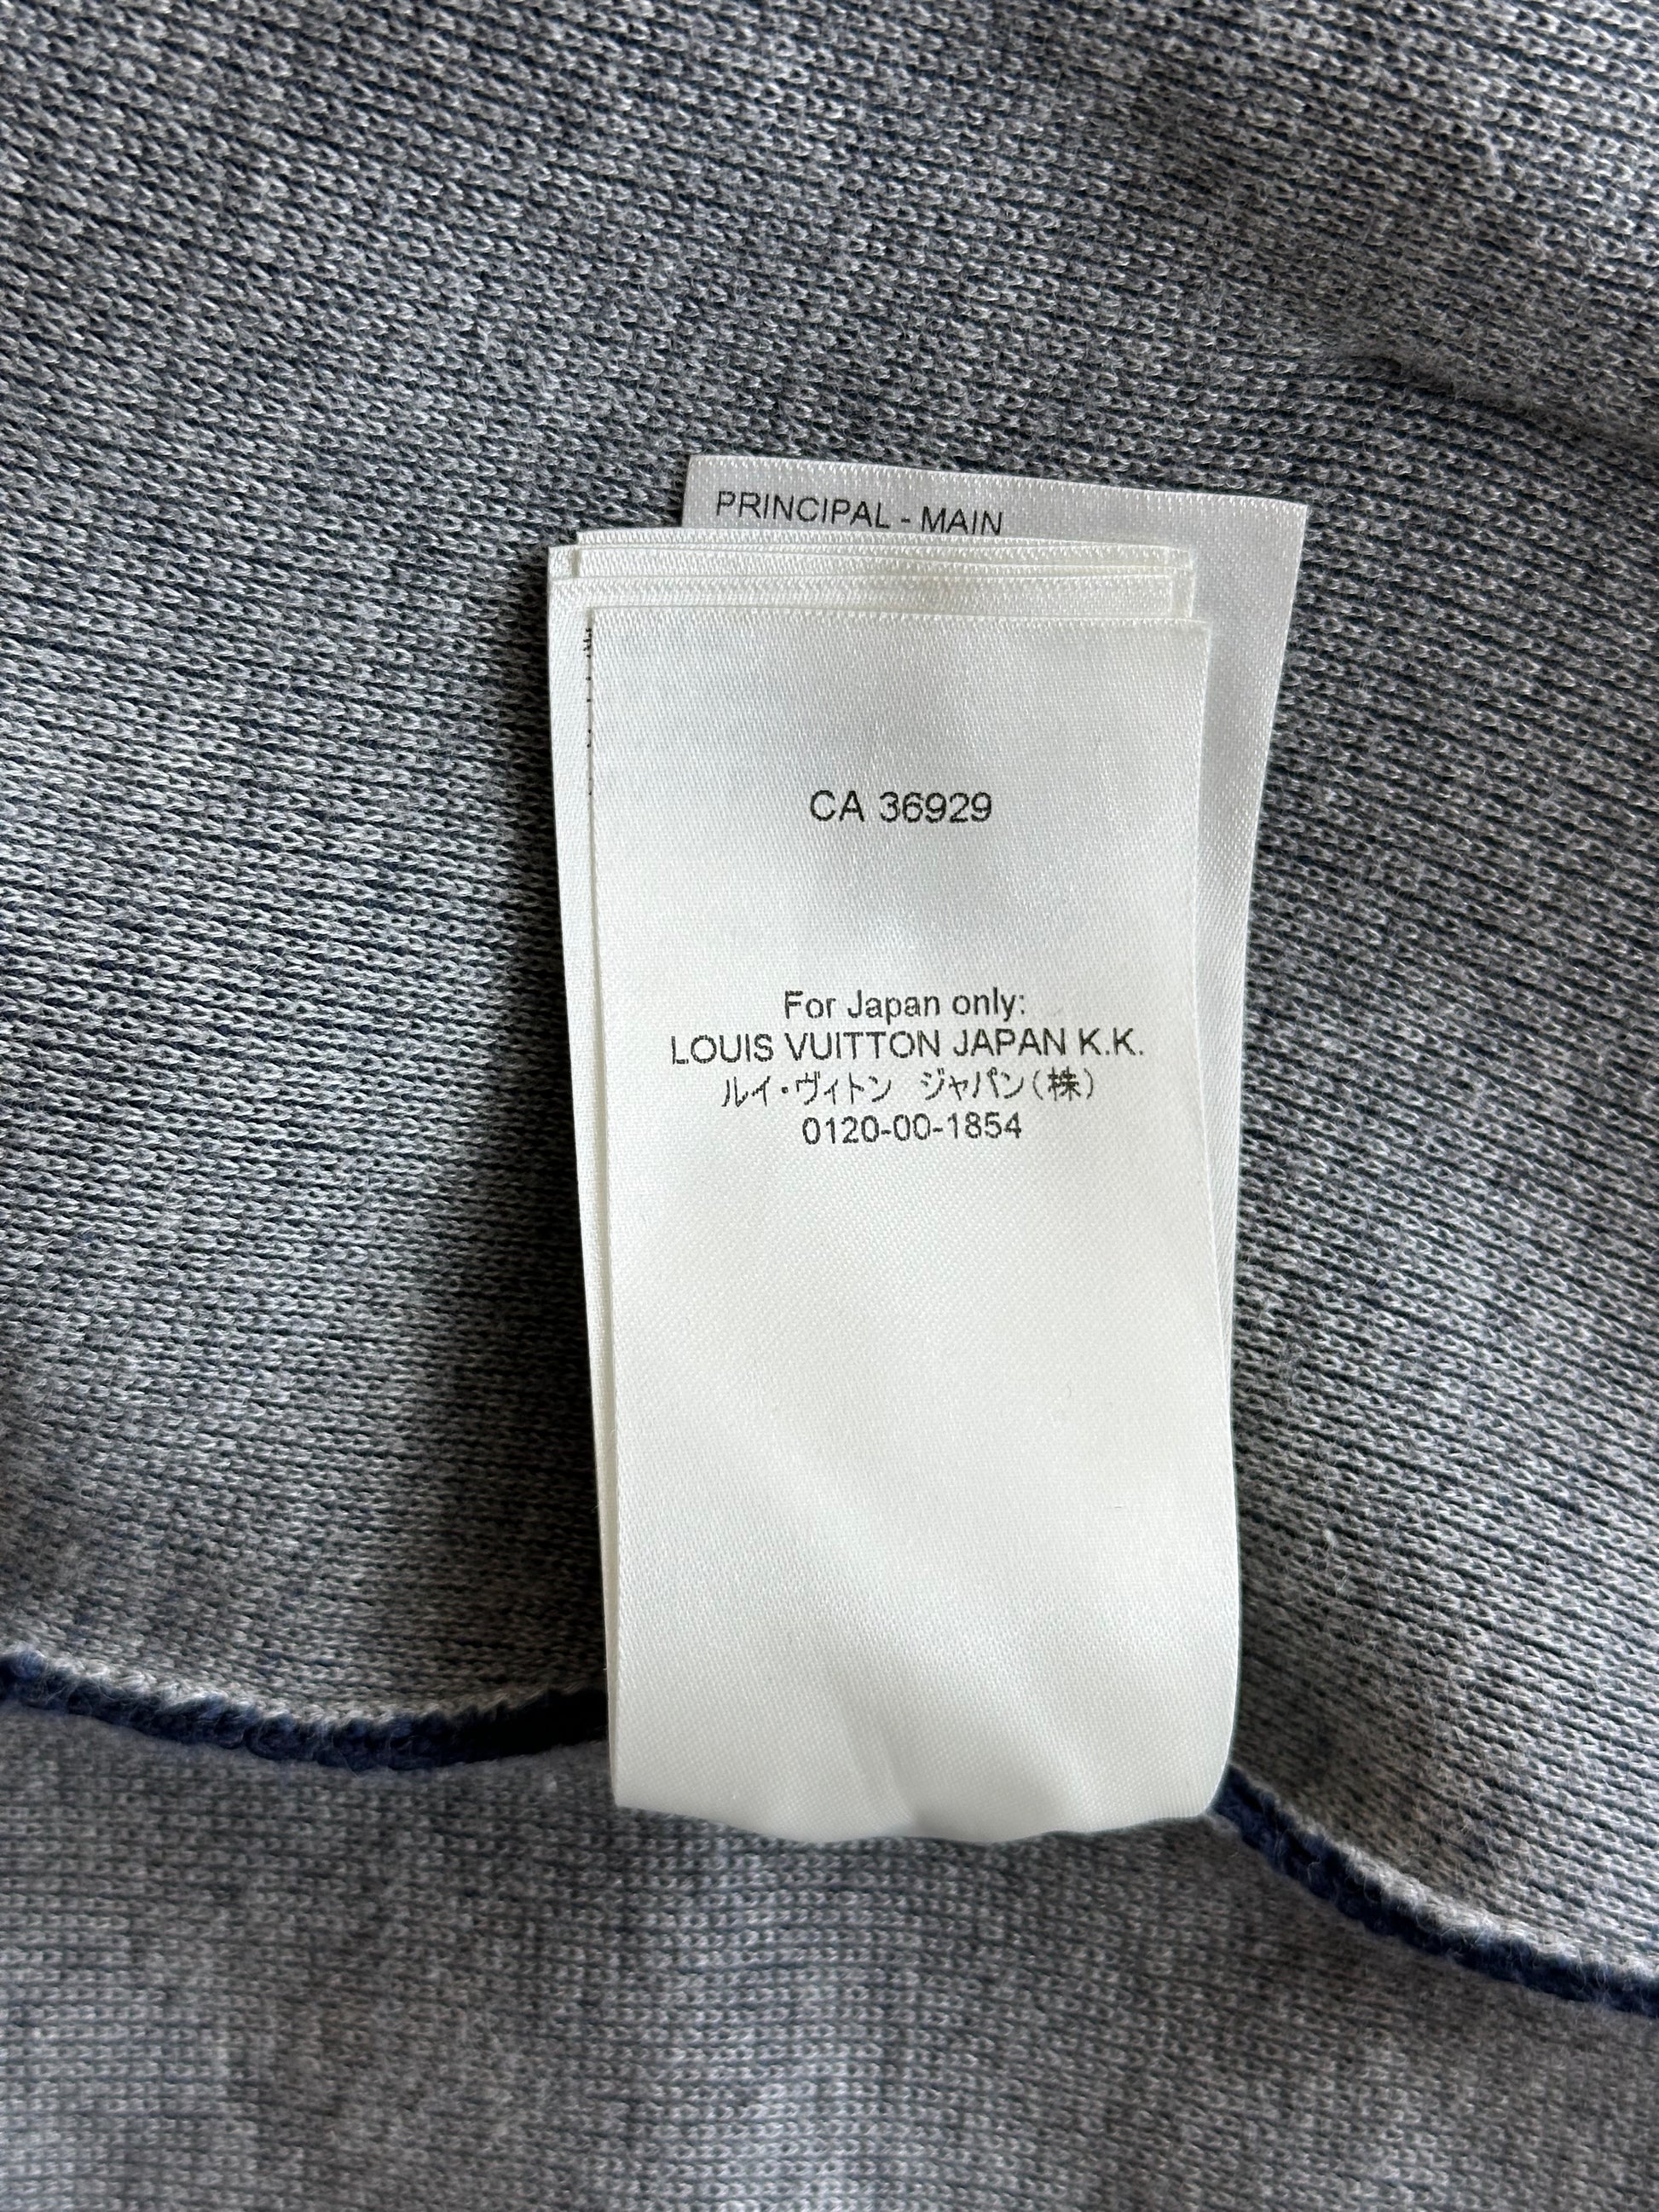 PRINCIPAL - MAIN
CA 36929
For Japan only:
LOUIS VUITTON JAPAN K.K.
ルイ・ヴィトン　ジャパン(株)
0120-00-1854